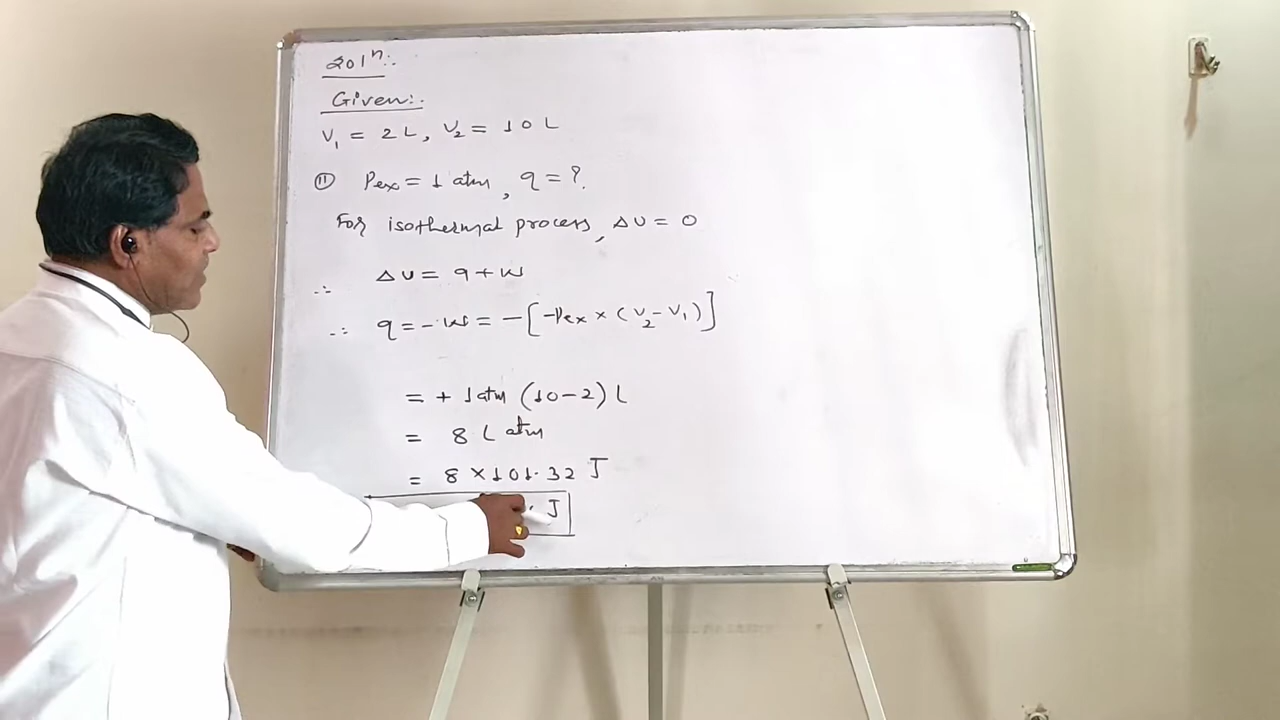 Soln:.
Given:.
V₁ = 2 L, V₂ = 10 L
(ii) Pex = 1 atm, q = ?.
For isothermal process, ΔU = 0
∴ ΔU = q + W
∴ q = - W = - [-Pex × (V₂ - V₁)]
= + 1 atm (10 - 2) L
= 8 L atm
= 8 × 101.32 J
J